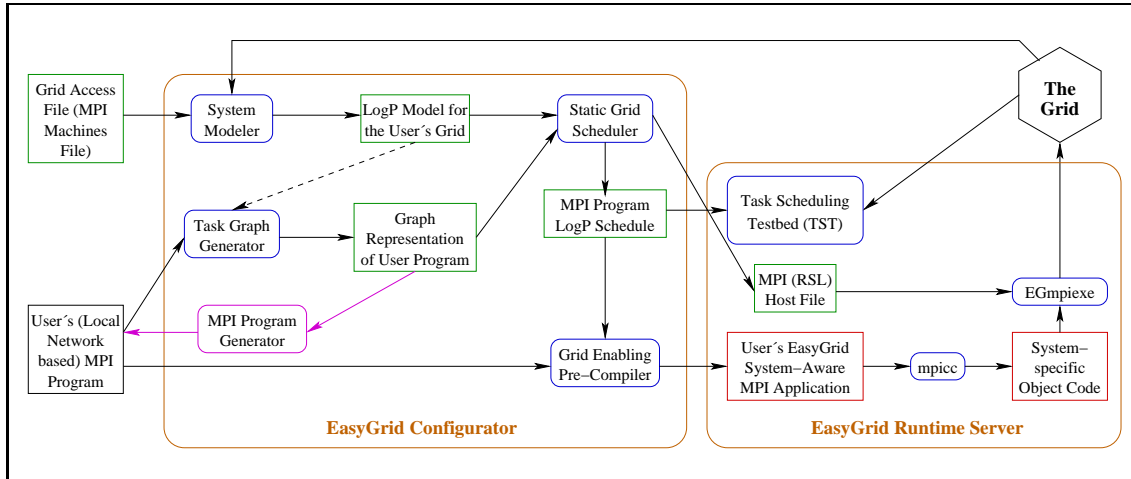 Grid Access
File (MPI
Machines
File)
System
Modeler
LogP Model for
the User´s Grid
Static Grid
Scheduler
The
Grid
Task Graph
Generator
Graph
Representation
of User Program
MPI Program
LogP Schedule
Task Scheduling
Testbed (TST)
MPI (RSL)
Host File
EGmpiexe
User´s (Local
Network
based) MPI
Program
MPI Program
Generator
Grid Enabling
Pre−Compiler
User´s EasyGrid
System−Aware
MPI Application
mpicc
System−
specific
Object Code
EasyGrid Configurator
EasyGrid Runtime Server